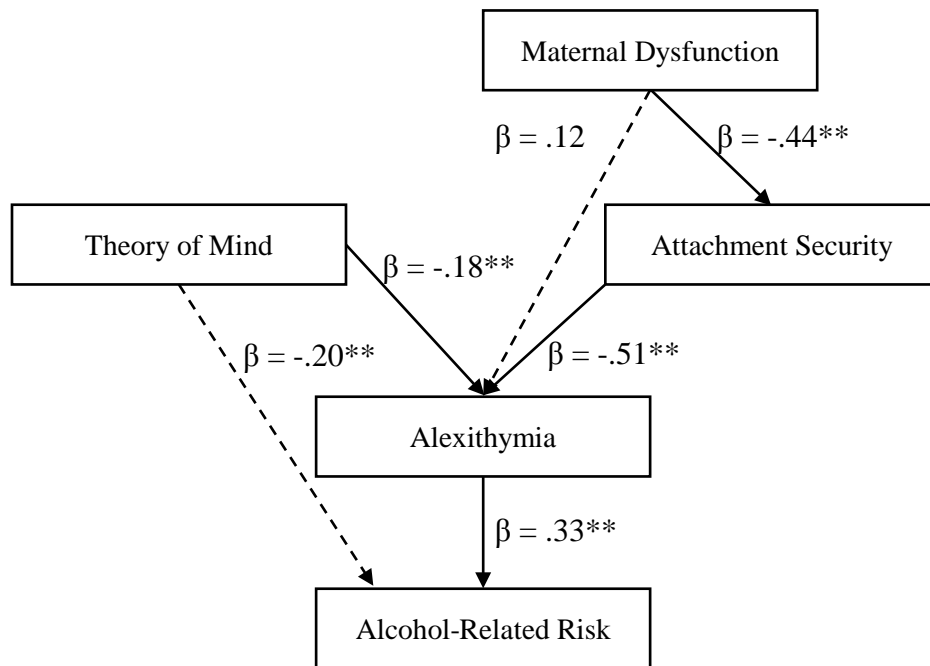 Maternal Dysfunction
β = .12
β = -.44**
Theory of Mind
Attachment Security
β = -.18**
β = -.20**
β = -.51**
Alexithymia
β = .33**
Alcohol-Related Risk